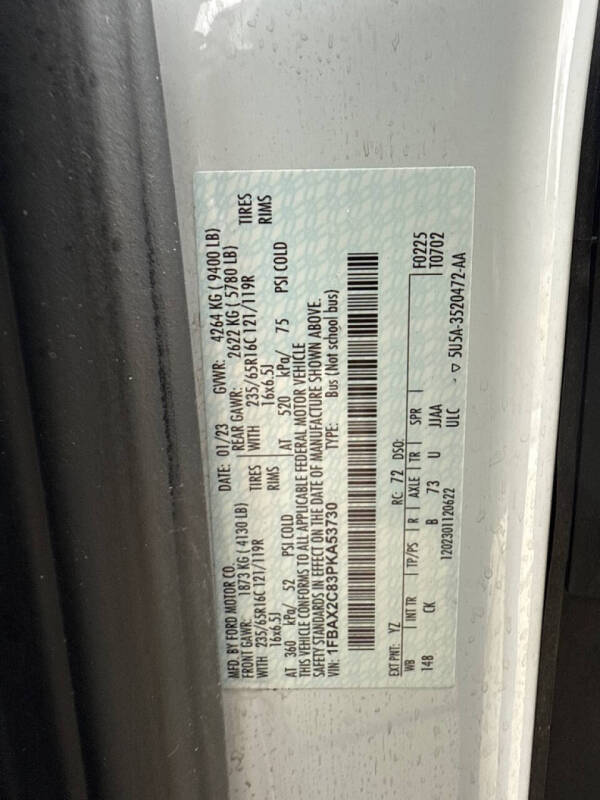 MFD. BY FORD MOTOR CO.
DATE: 01/23 GVWR: 4264 KG ( 9400 LB)
FRONT GAWR: 1873 KG ( 4130 LB) REAR GAWR: 2622 KG ( 5780 LB)
WITH 235/65R16C 121/119R TIRES WITH 235/65R16C 121/119R TIRES
16x6.5J RIMS 16x6.5J RIMS
AT 360 kPa/ 52 PSI COLD AT 520 kPa/ 75 PSI COLD
THIS VEHICLE CONFORMS TO ALL APPLICABLE FEDERAL MOTOR VEHICLE
SAFETY STANDARDS IN EFFECT ON THE DATE OF MANUFACTURE SHOWN ABOVE.
VIN: 1FBAX2C83PKA53730 TYPE: Bus (Not school bus)
EXT PNT: YZ RC: 72 DSO: F0225
WB INT TR TP/PS R AXLE TR SPR T0702
148 CK B 73 U JJAA
1202301120622 ULC ▽ 5U5A-3520472-AA